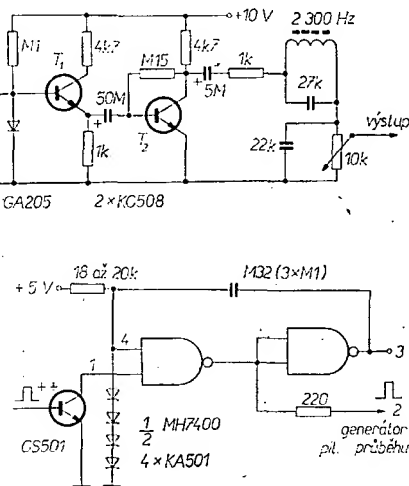 +10 V
2 300 Hz
M1
T1
4k7
M15
4k7
1k
50M
5M
27k
T2
1k
22k
10k
výstup
GA205
2×KC508
18 až 20k
M32 (3×M1)
+5 V
4
1
3
220
2
GS501
1/2 MH7400
4×KA501
generátor
pil. průběhu